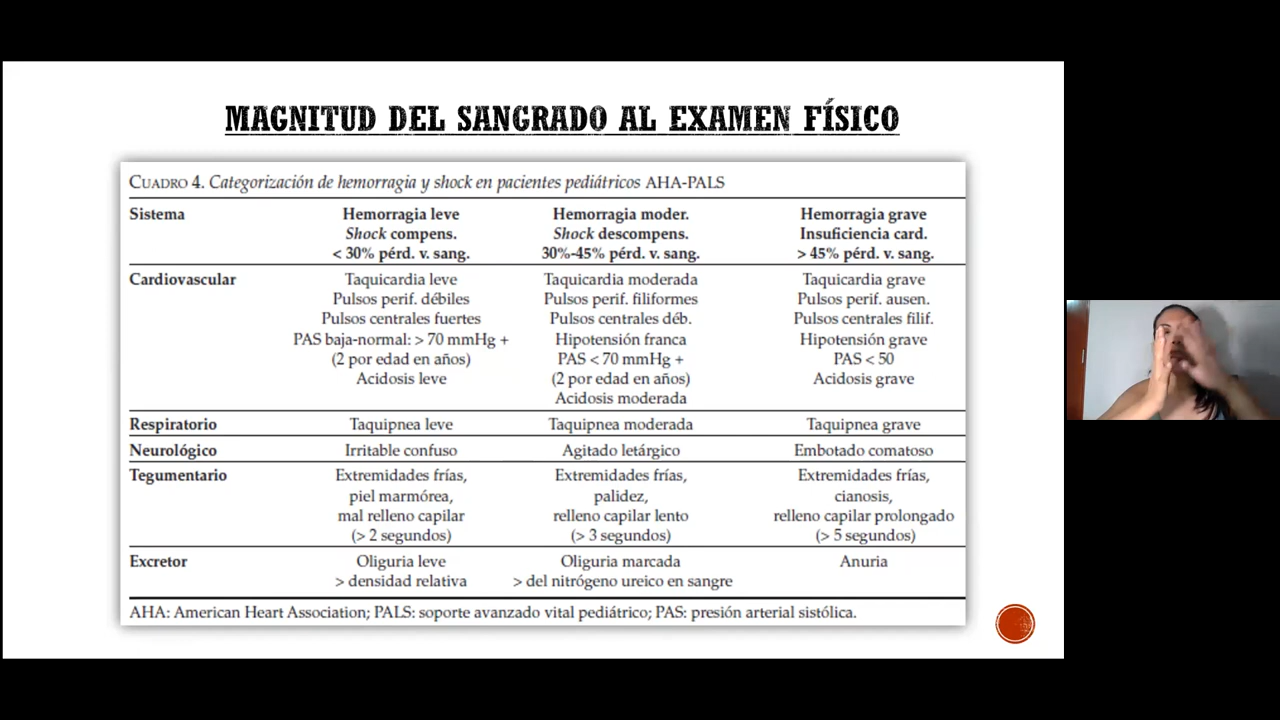 MAGNITUD DEL SANGRADO AL EXAMEN FÍSICO
CUADRO 4. Categorización de hemorragia y shock en pacientes pediátricos AHA-PALS
Sistema
Hemorragia leve
Shock compens.
< 30% pérd. v. sang.
Hemorragia moder.
Shock descompens.
30%-45% pérd. v. sang.
Hemorragia grave
Insuficiencia card.
> 45% pérd. v. sang.
Cardiovascular
Taquicardia leve
Pulsos perif. débiles
Pulsos centrales fuertes
PAS baja-normal: > 70 mmHg +
(2 por edad en años)
Acidosis leve
Taquicardia moderada
Pulsos perif. filiformes
Pulsos centrales déb.
Hipotensión franca
PAS < 70 mmHg +
(2 por edad en años)
Acidosis moderada
Taquicardia grave
Pulsos perif. ausen.
Pulsos centrales filif.
Hipotensión grave
PAS < 50
Acidosis grave
Respiratorio
Taquipnea leve
Taquipnea moderada
Taquipnea grave
Neurológico
Irritable confuso
Agitado letárgico
Embotado comatoso
Tegumentario
Extremidades frías,
piel marmórea,
mal relleno capilar
(> 2 segundos)
Extremidades frías,
palidez,
relleno capilar lento
(> 3 segundos)
Extremidades frías,
cianosis,
relleno capilar prolongado
(> 5 segundos)
Excretor
Oliguria leve
> densidad relativa
Oliguria marcada
> del nitrógeno ureico en sangre
Anuria
AHA: American Heart Association; PALS: soporte avanzado vital pediátrico; PAS: presión arterial sistólica.